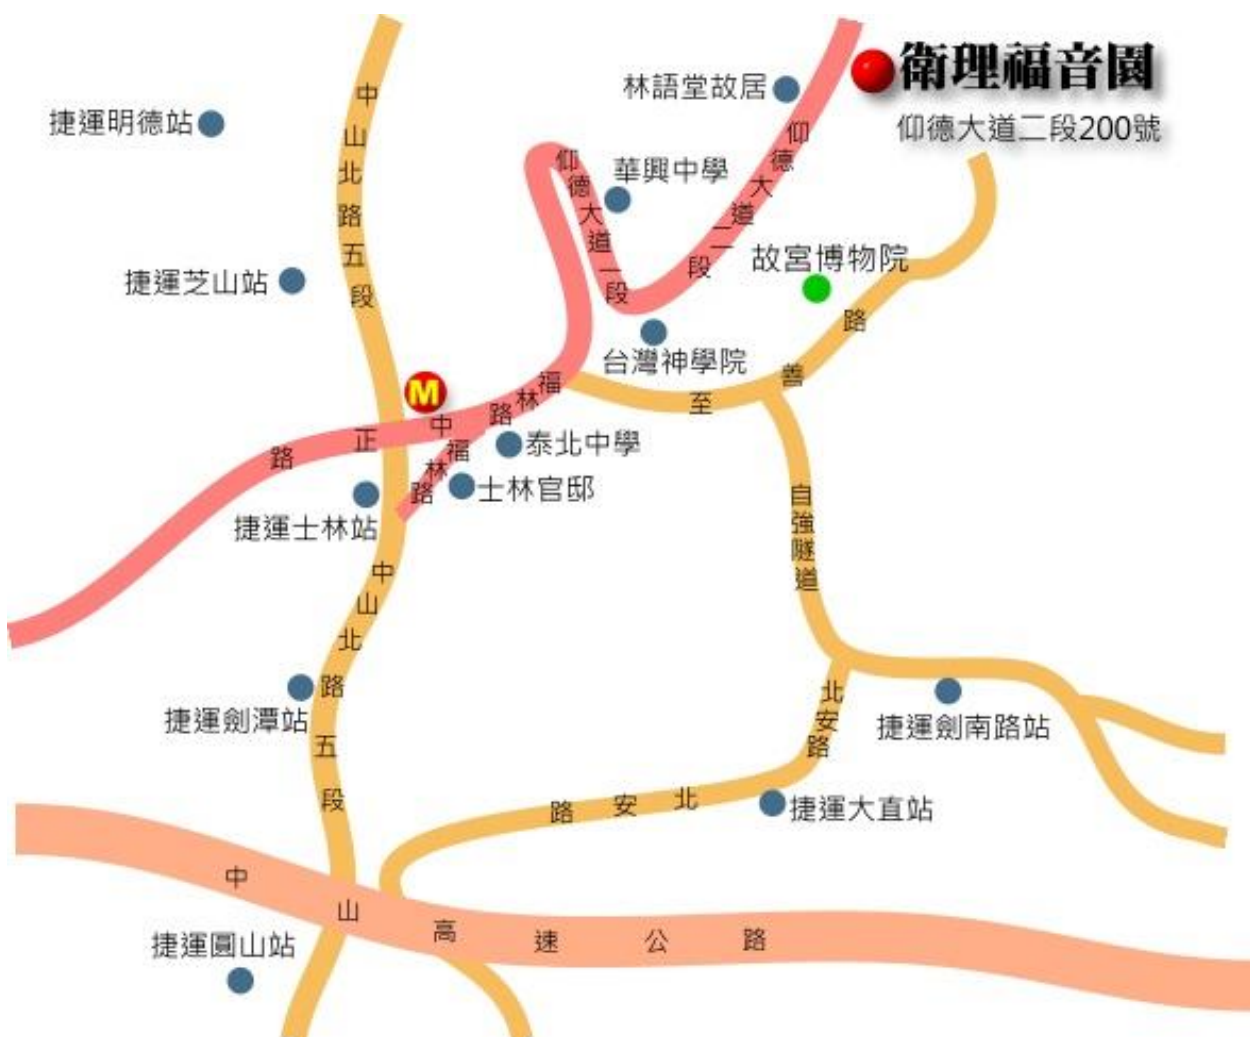 衛理福音園
仰德大道二段200號
林語堂故居
捷運明德站
中山北路五段
仰德大道一段
華興中學
仰德大道二段
故宮博物院
捷運芝山站
台灣神學院
至善路
M
福林路
中正路
福林路
泰北中學
士林官邸
捷運士林站
自強隧道
中山北路五段
捷運劍潭站
北安路
捷運劍南路站
北安路
捷運大直站
中山高速公路
捷運圓山站